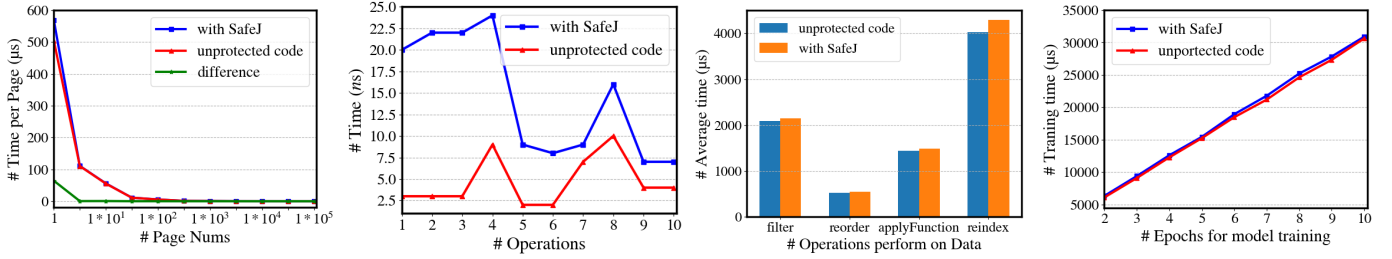 600
500
400
300
200
100
0
# Time per Page (μs)
with SafeJ
unprotected code
difference
1
1 * 10¹
1 * 10²
1 * 10³
1 * 10⁴
1 * 10⁵
# Page Nums
25.0
22.5
20.0
17.5
15.0
12.5
10.0
7.5
5.0
2.5
# Time (ns)
with SafeJ
unprotected code
1 2 3 4 5 6 7 8 9 10
# Operations
4000
3000
2000
1000
0
# Average time (μs)
unprotected code
with SafeJ
filter reorder applyFunction reindex
# Operations perform on Data
35000
30000
25000
20000
15000
10000
5000
# Training time (μs)
with SafeJ
unportected code
2 3 4 5 6 7 8 9 10
# Epochs for model training